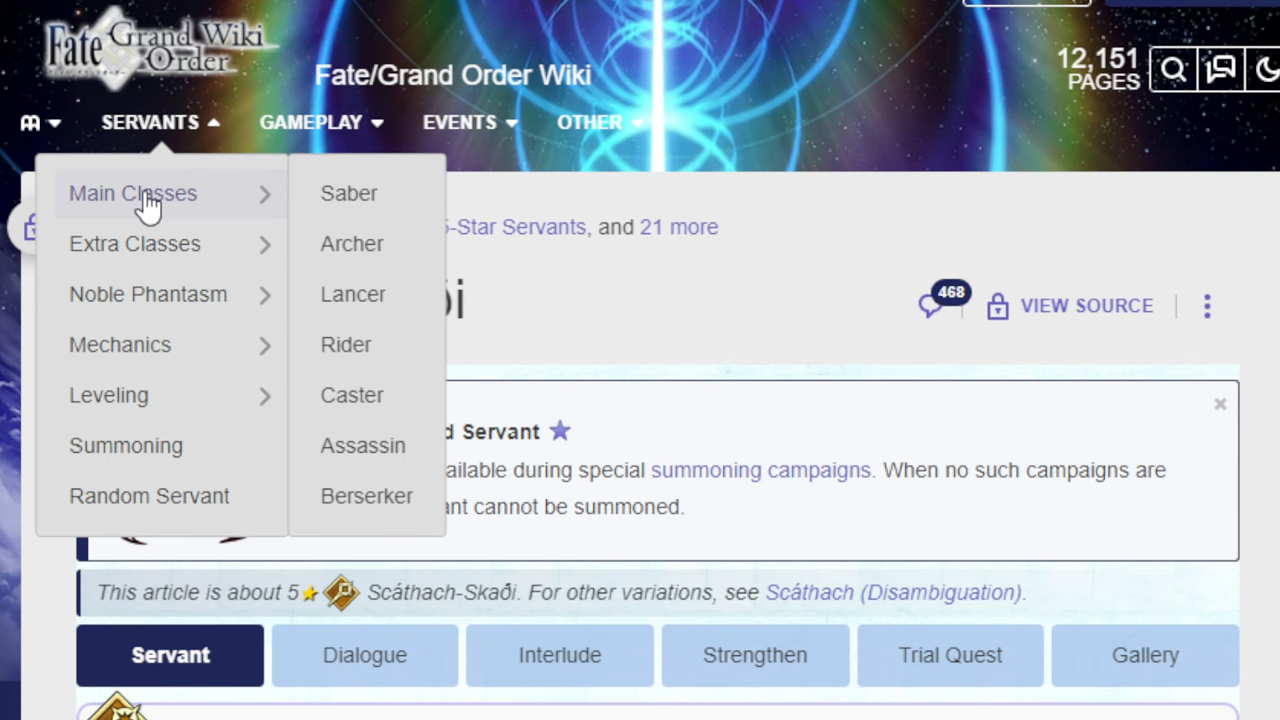 Fate Grand Wiki
Order
Fate/Grand Order Wiki
12,151
PAGES
SERVANTS
GAMEPLAY
EVENTS
OTHER
Main Classes
Extra Classes
Noble Phantasm
Mechanics
Leveling
Summoning
Random Servant
Saber
Archer
Lancer
Rider
Caster
Assassin
Berserker
-Star Servants, and 21 more
ði
468
VIEW SOURCE
d Servant
ailable during special summoning campaigns. When no such campaigns are
ant cannot be summoned.
This article is about 5 Scáthach-Skaði. For other variations, see Scáthach (Disambiguation).
Servant
Dialogue
Interlude
Strengthen
Trial Quest
Gallery